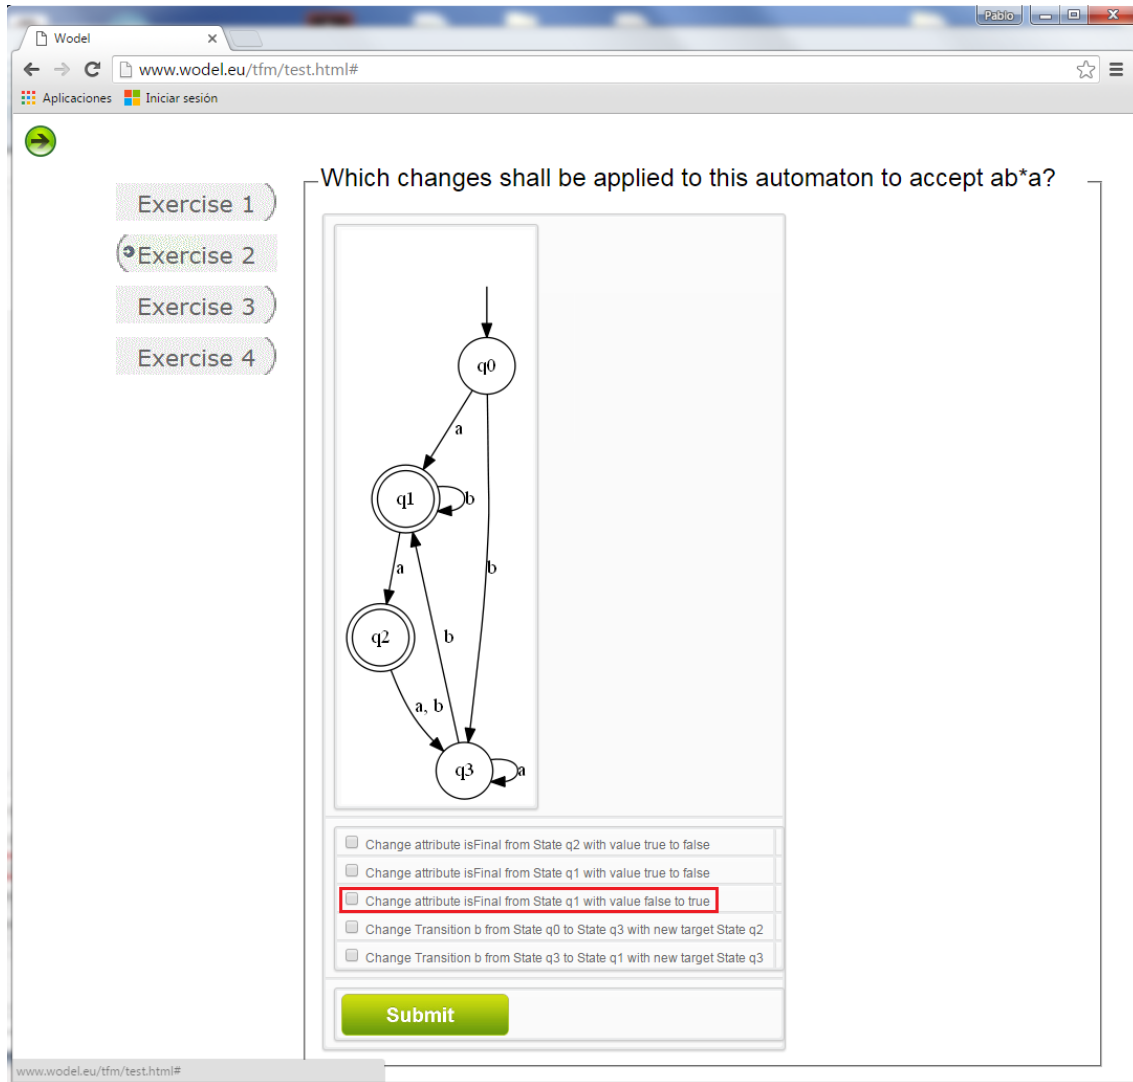 Pablo
Wodel
www.wodel.eu/tfm/test.html#
Aplicaciones Iniciar sesión
Which changes shall be applied to this automaton to accept ab*a?
Exercise 1
Exercise 2
Exercise 3
Exercise 4
q0
a
q1
b
a
b
q2
b
a, b
q3
a
Change attribute isFinal from State q2 with value true to false
Change attribute isFinal from State q1 with value true to false
Change attribute isFinal from State q1 with value false to true
Change Transition b from State q0 to State q3 with new target State q2
Change Transition b from State q3 to State q1 with new target State q3
Submit
www.wodel.eu/tfm/test.html#